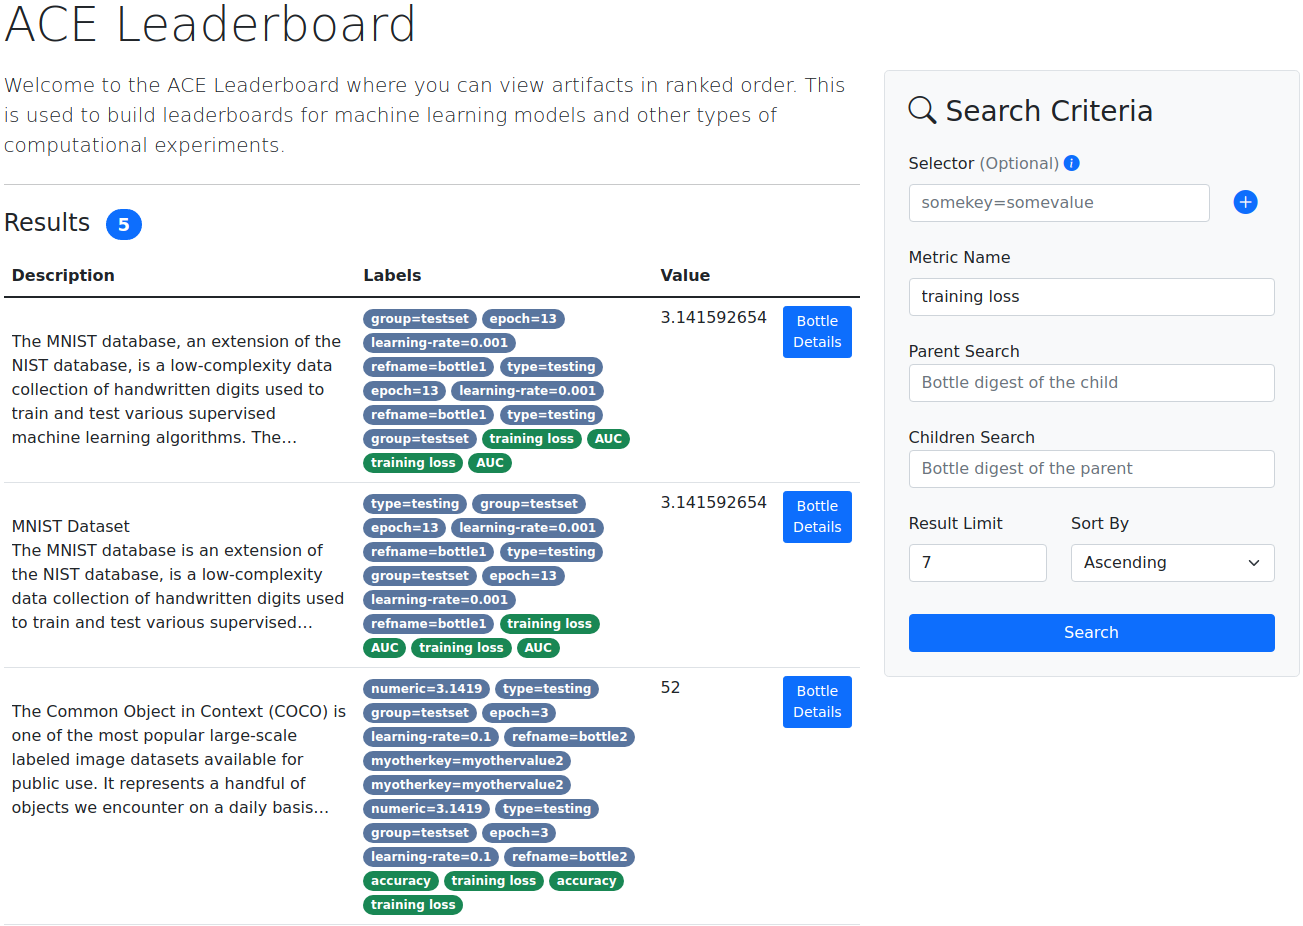 ACE Leaderboard
Welcome to the ACE Leaderboard where you can view artifacts in ranked order. This
is used to build leaderboards for machine learning models and other types of
computational experiments.
Results 5
Description Labels Value
The MNIST database, an extension of the
NIST database, is a low-complexity data
collection of handwritten digits used to
train and test various supervised
machine learning algorithms. The...
group=testset epoch=13
learning-rate=0.001
refname=bottle1 type=testing
epoch=13 learning-rate=0.001
refname=bottle1 type=testing
group=testset training loss AUC
training loss AUC
3.141592654
Bottle
Details
MNIST Dataset
The MNIST database is an extension of
the NIST database, is a low-complexity
data collection of handwritten digits used
to train and test various supervised...
type=testing group=testset
epoch=13 learning-rate=0.001
refname=bottle1 type=testing
group=testset epoch=13
learning-rate=0.001
refname=bottle1 training loss
AUC training loss AUC
3.141592654
Bottle
Details
The Common Object in Context (COCO) is
one of the most popular large-scale
labeled image datasets available for
public use. It represents a handful of
objects we encounter on a daily basis...
numeric=3.1419 type=testing
group=testset epoch=3
learning-rate=0.1 refname=bottle2
myotherkey=myothervalue2
myotherkey=myothervalue2
numeric=3.1419 type=testing
group=testset epoch=3
learning-rate=0.1 refname=bottle2
accuracy training loss accuracy
training loss
52
Bottle
Details
Search Criteria
Selector (Optional) i
somekey=somevalue
Metric Name
training loss
Parent Search
Bottle digest of the child
Children Search
Bottle digest of the parent
Result Limit Sort By
7 Ascending
Search